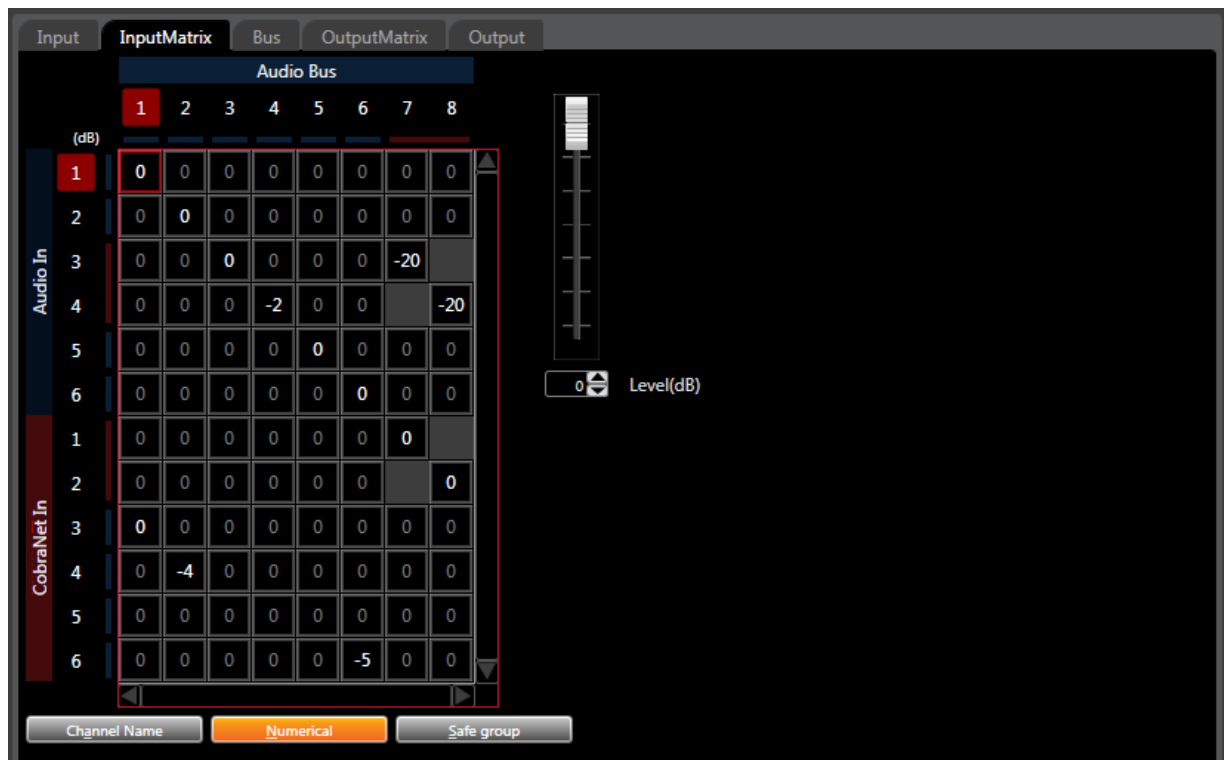 Input InputMatrix Bus OutputMatrix Output
Audio Bus
1 2 3 4 5 6 7 8
(dB)
Audio In
1 0 0 0 0 0 0 0 0
2 0 0 0 0 0 0 0 0
3 0 0 0 0 0 0 -20
4 0 0 0 -2 0 0 -20
5 0 0 0 0 0 0 0 0
6 0 0 0 0 0 0 0 0
CobraNet In
1 0 0 0 0 0 0 0
2 0 0 0 0 0 0 0
3 0 0 0 0 0 0 0 0
4 0 -4 0 0 0 0 0 0
5 0 0 0 0 0 0 0 0
6 0 0 0 0 0 -5 0 0
0 Level(dB)
Channel Name Numerical Safe group